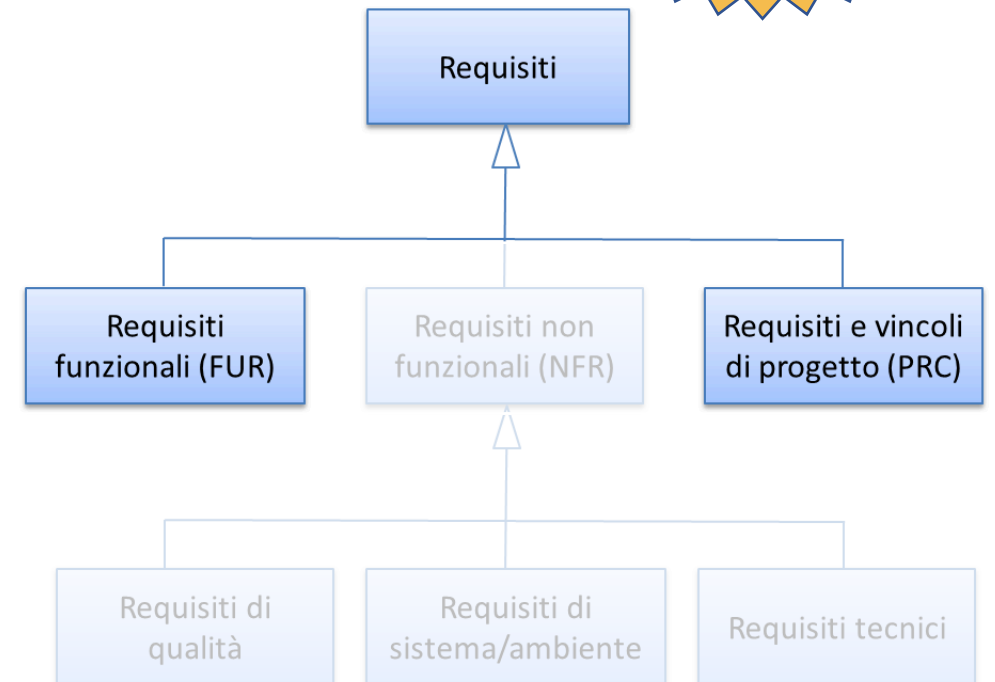 Requisiti
Requisiti
funzionali (FUR)
Requisiti non
funzionali (NFR)
Requisiti e vincoli
di progetto (PRC)
Requisiti di
qualità
Requisiti di
sistema/ambiente
Requisiti tecnici